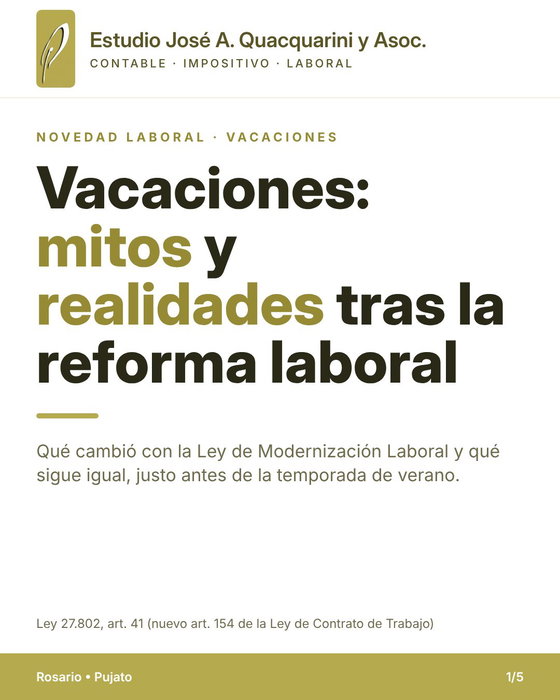 Estudio José A. Quacquarini y Asoc.
CONTABLE · IMPOSITIVO · LABORAL
NOVEDAD LABORAL · VACACIONES
Vacaciones:
mitos y
realidades tras la
reforma laboral
Qué cambió con la Ley de Modernización Laboral y qué
sigue igual, justo antes de la temporada de verano.
Ley 27.802, art. 41 (nuevo art. 154 de la Ley de Contrato de Trabajo)
Rosario • Pujato
1/5